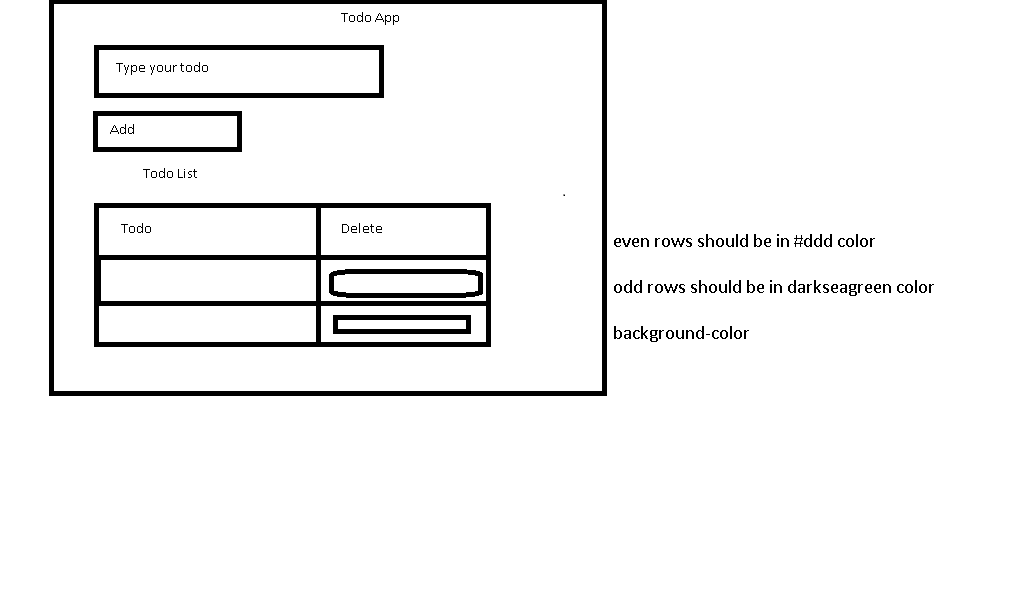 Todo App
Type your todo
Add
Todo List
Todo
Delete
even rows should be in #ddd color
odd rows should be in darkseagreen color
background-color